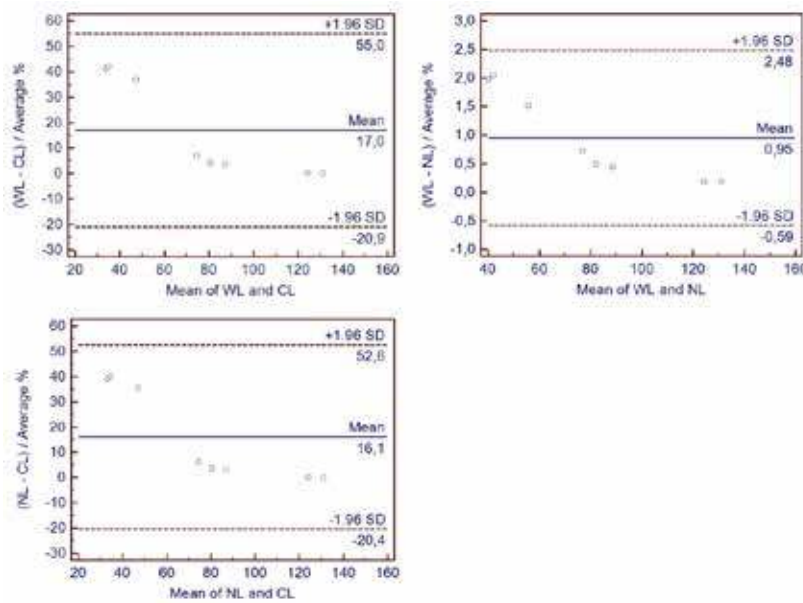 (WL - CL) / Average %
60
50
40
30
20
10
0
-10
-20
-30
+1.96 SD
55,0
Mean
17,0
-1.96 SD
-20,9
20 40 60 80 100 120 140 160
Mean of WL and CL
(WL - NL) / Average %
3,0
2,5
2,0
1,5
1,0
0,5
0,0
-0,5
-1,0
+1.96 SD
2,48
Mean
0,95
-1.96 SD
-0,59
40 60 80 100 120 140 160
Mean of WL and NL
(NL - CL) / Average %
60
50
40
30
20
10
0
-10
-20
-30
+1.96 SD
52,6
Mean
16,1
-1.96 SD
-20,4
20 40 60 80 100 120 140 160
Mean of NL and CL